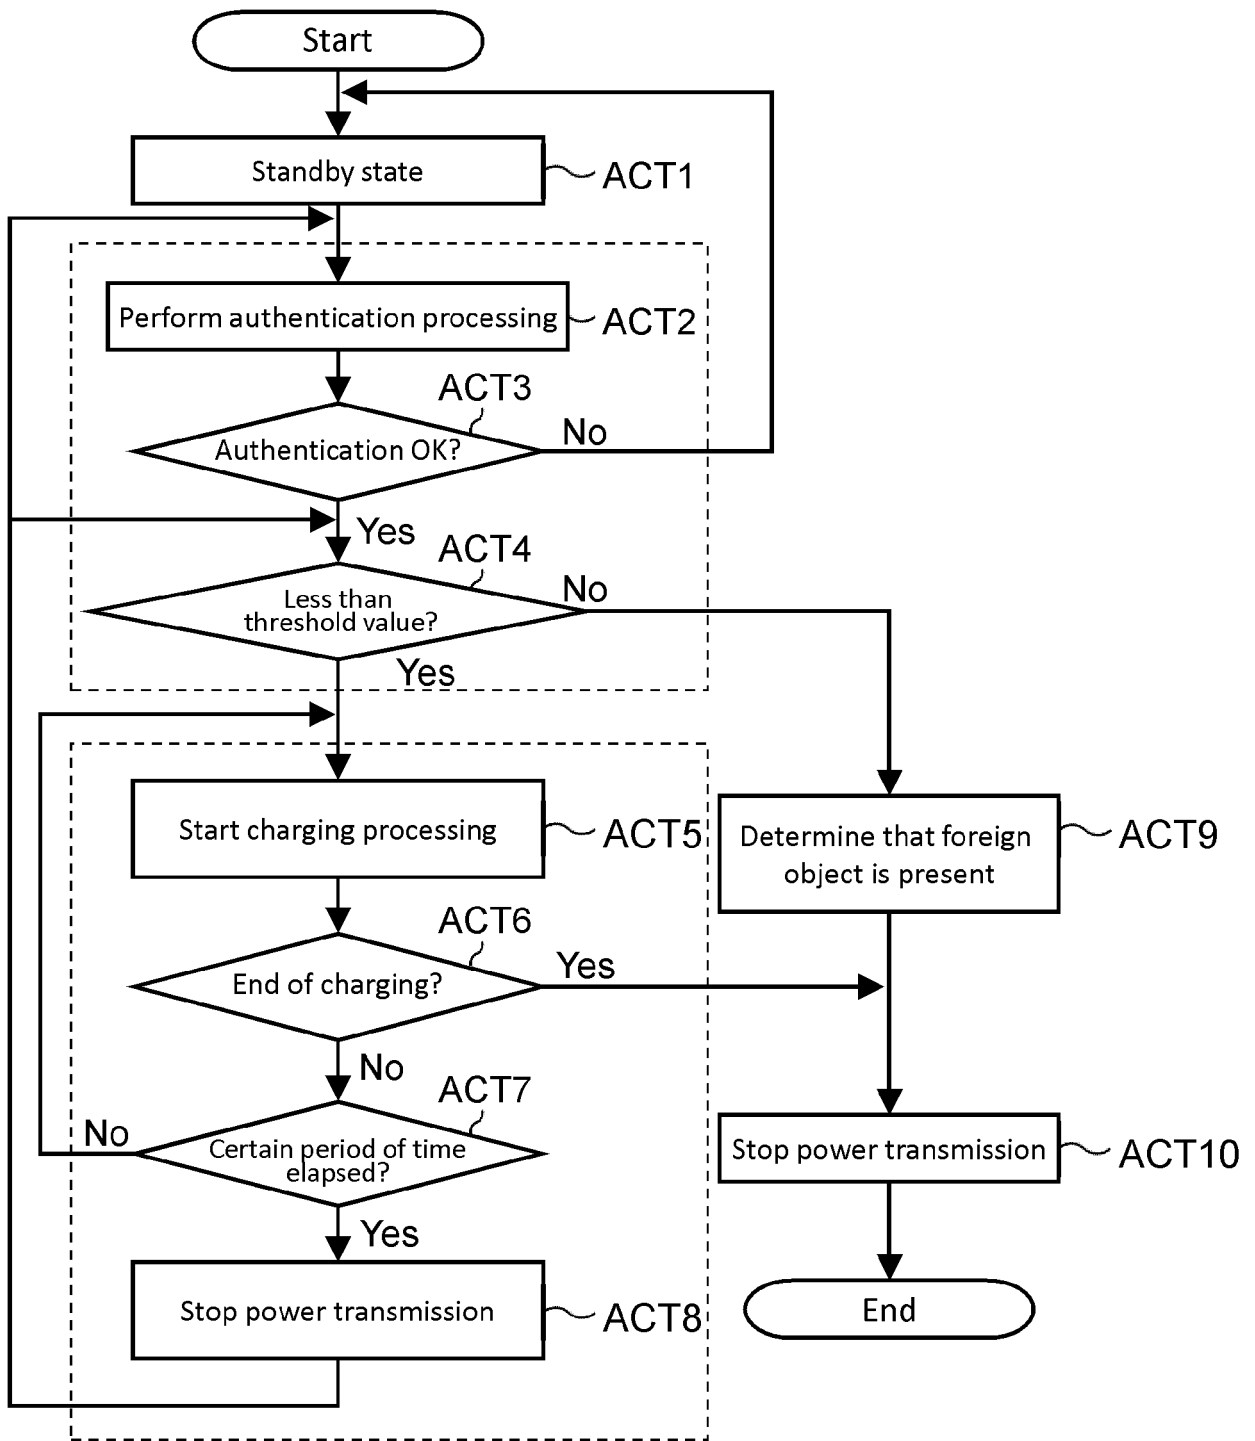 Start
Standby state
ACT1
Perform authentication processing
ACT2
ACT3
Authentication OK?
No
Yes
ACT4
Less than
threshold value?
No
Yes
Start charging processing
ACT5
Determine that foreign
object is present
ACT9
ACT6
End of charging?
Yes
No
ACT7
Certain period of time
elapsed?
No
Yes
Stop power transmission
ACT10
Stop power transmission
ACT8
End